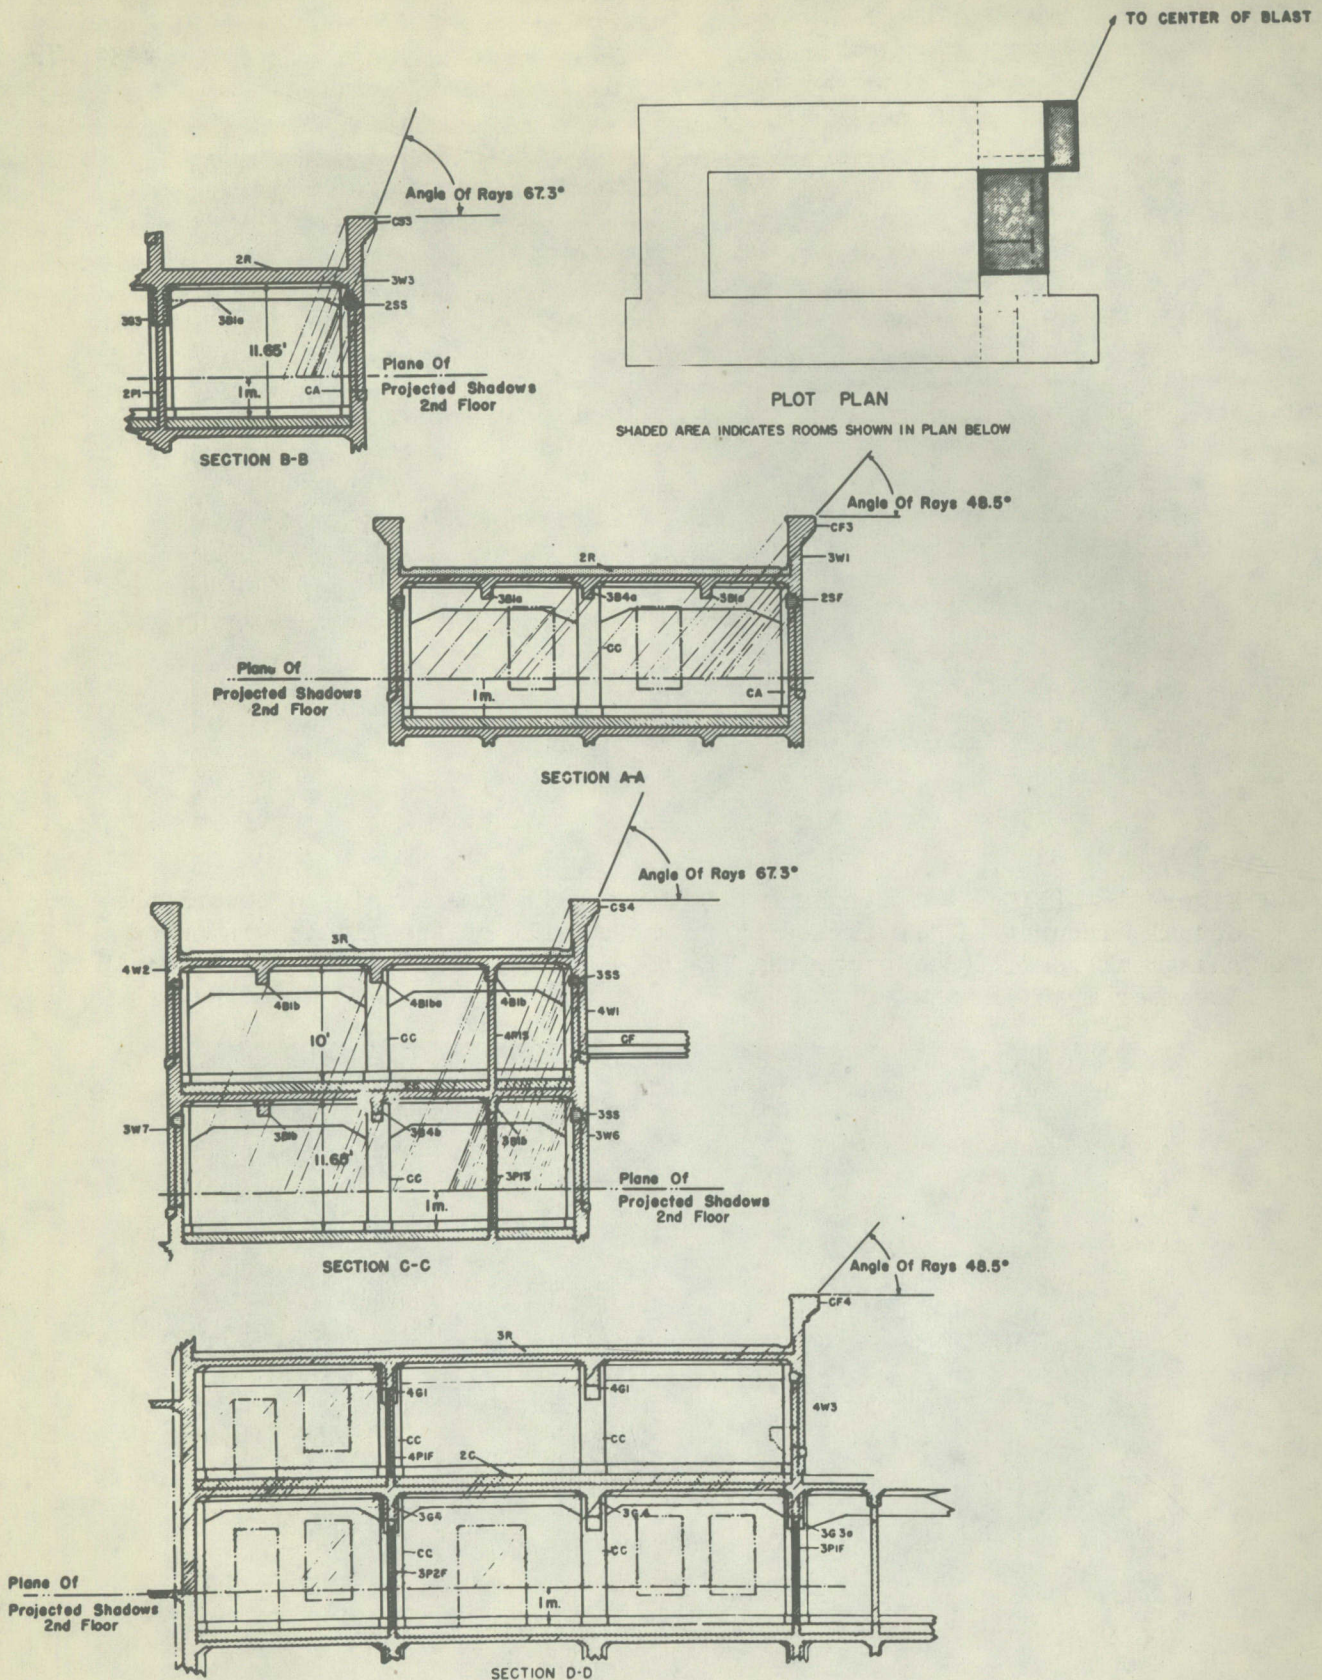 TO CENTER OF BLAST
Angle Of Rays 67.3°
CS3
2R
3W3
2SS
3G3
3B1a
11.65'
Plane Of
Projected Shadows
2nd Floor
2P1
1m.
CA
SECTION B-B
PLOT PLAN
SHADED AREA INDICATES ROOMS SHOWN IN PLAN BELOW
Angle Of Rays 48.5°
CF3
2R
3W1
3B1a
3B4a
3B1a
2SF
CC
Plane Of
Projected Shadows
2nd Floor
1m.
CA
SECTION A-A
Angle Of Rays 67.3°
CS4
3R
4W2
3SS
4B1b
4B1ba
4B1b
4W1
10'
CC
4P15
CF
3W7
3SS
3B1b
3B4b
3B1b
3W6
11.65'
CC
3P15
Plane Of
Projected Shadows
2nd Floor
1m.
SECTION C-C
Angle Of Rays 48.5°
CF4
3R
4G1
4G1
4W3
CC
CC
4P1F
2C
3G4
3G4
3G3a
3P1F
CC
CC
3P2F
Plane Of
Projected Shadows
2nd Floor
1m.
SECTION D-D